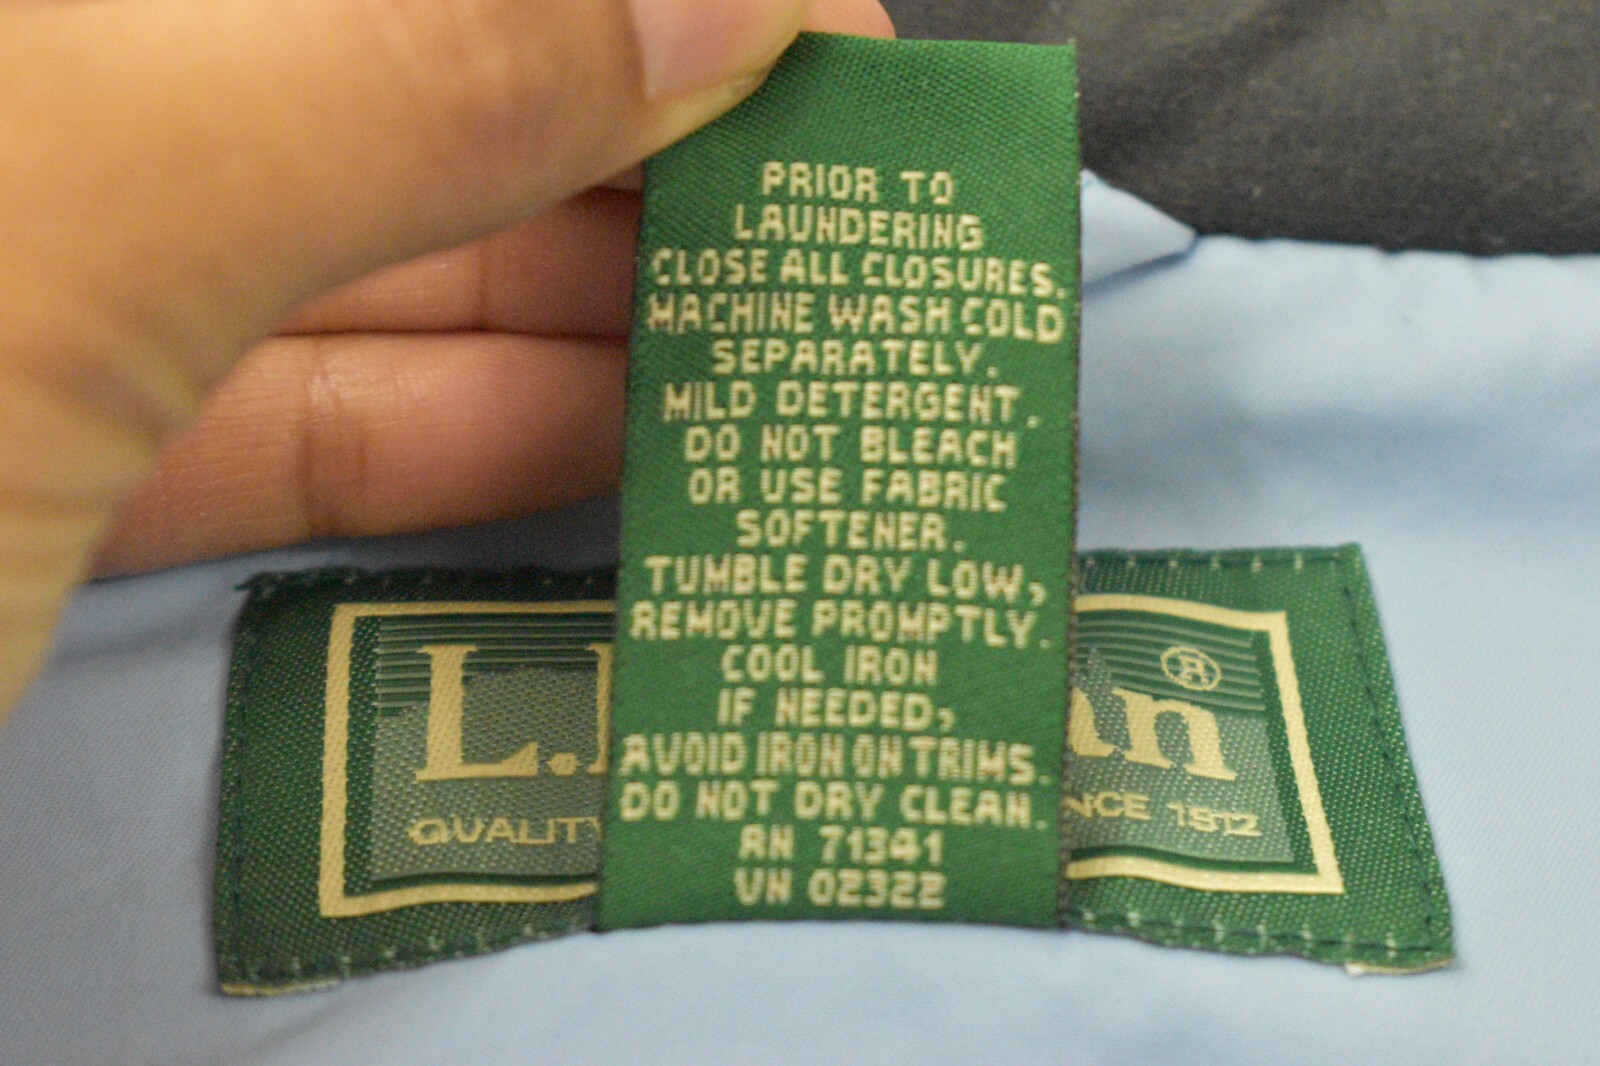 PRIOR TO
LAUNDERING
CLOSE ALL CLOSURES.
MACHINE WASH COLD
SEPARATELY.
MILD DETERGENT.
DO NOT BLEACH
OR USE FABRIC
SOFTENER.
TUMBLE DRY LOW,
REMOVE PROMPTLY.
COOL IRON
IF NEEDED,
AVOID IRON ON TRIMS.
DO NOT DRY CLEAN.
RN 71341
VN 02322
L. an ®
QUALITY NCE 1912